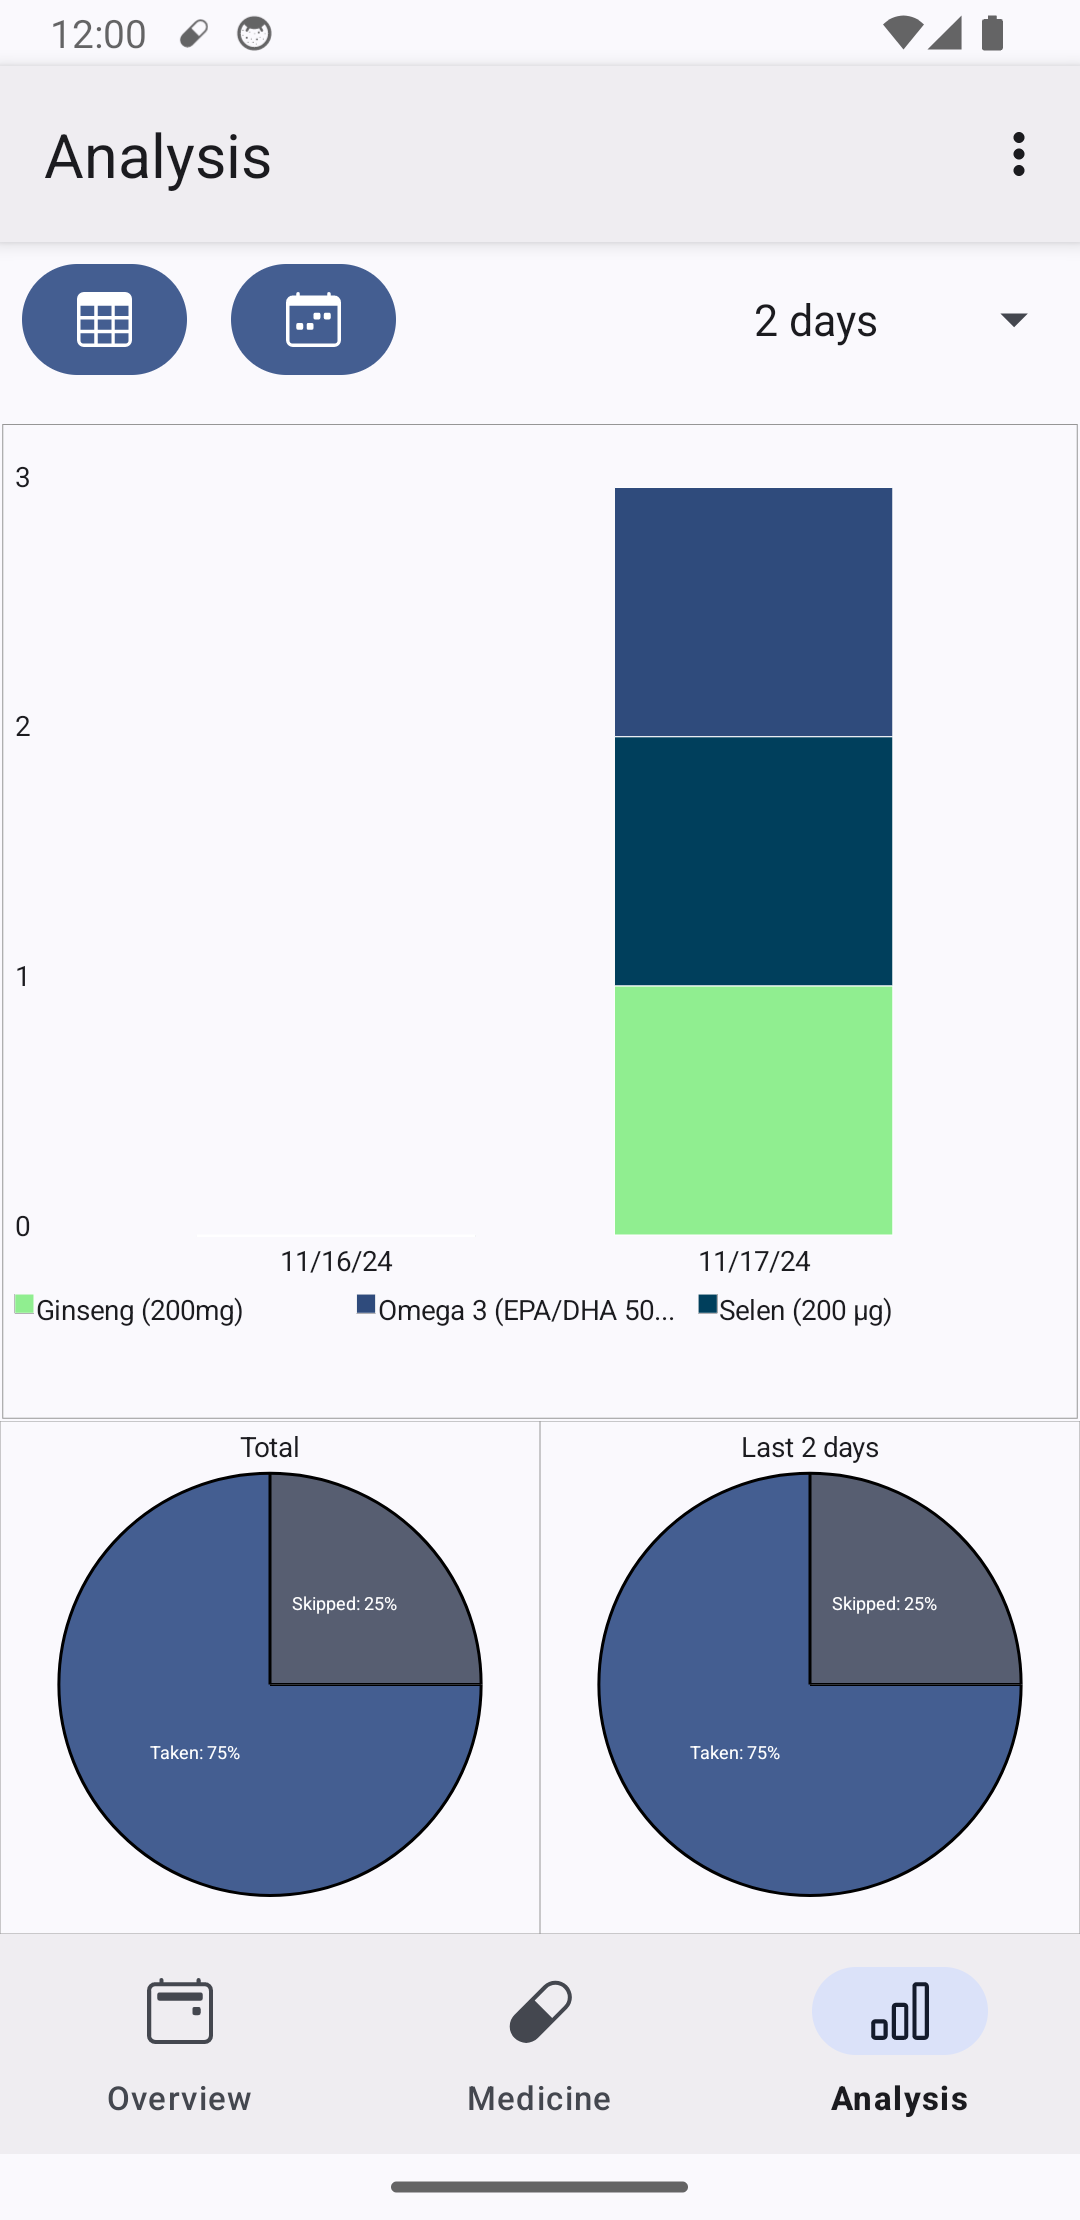 12:00
Analysis
2 days
3
2
1
0
11/16/24
11/17/24
Ginseng (200mg)
Omega 3 (EPA/DHA 50...
Selen (200 µg)
Total
Last 2 days
Skipped: 25%
Skipped: 25%
Taken: 75%
Taken: 75%
Overview
Medicine
Analysis